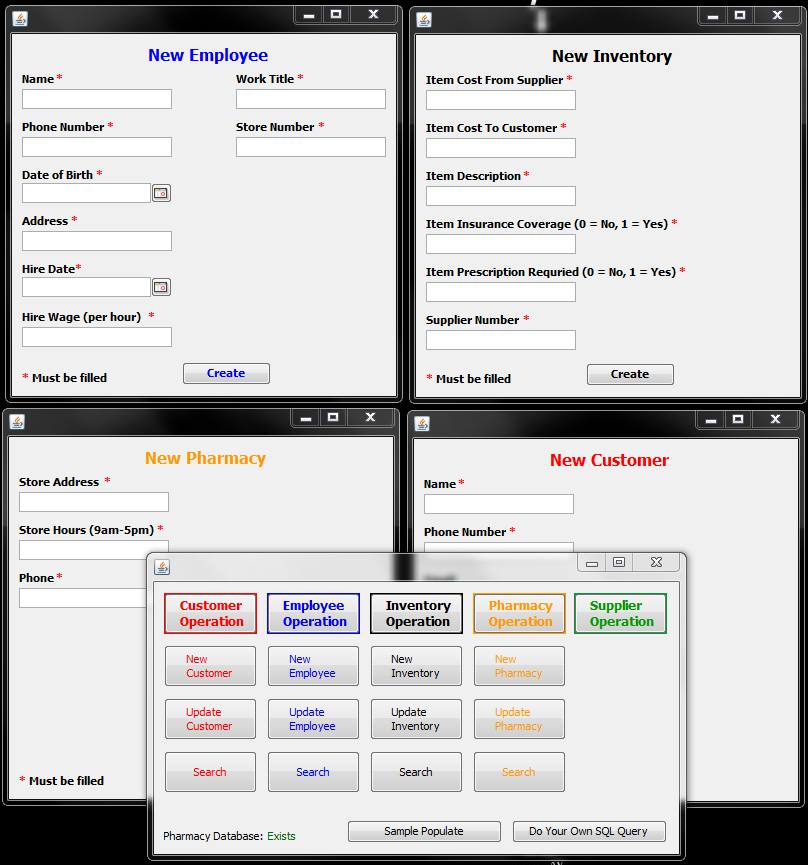 New Employee
Name *
Work Title *
Phone Number *
Store Number *
Date of Birth *
Address *
Hire Date*
Hire Wage (per hour) *
* Must be filled
Create
New Inventory
Item Cost From Supplier *
Item Cost To Customer *
Item Description *
Item Insurance Coverage (0 = No, 1 = Yes) *
Item Prescription Requried (0 = No, 1 = Yes) *
Supplier Number *
* Must be filled
Create
New Pharmacy
Store Address *
Store Hours (9am-5pm) *
Phone *
* Must be filled
New Customer
Name *
Phone Number *
Customer Operation
Employee Operation
Inventory Operation
Pharmacy Operation
Supplier Operation
New Customer
New Employee
New Inventory
New Pharmacy
Update Customer
Update Employee
Update Inventory
Update Pharmacy
Search
Search
Search
Search
Pharmacy Database: Exists
Sample Populate
Do Your Own SQL Query